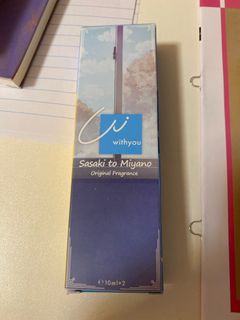 withyou
Sasaki to Miyano
Original Fragrance
℮10ml×2